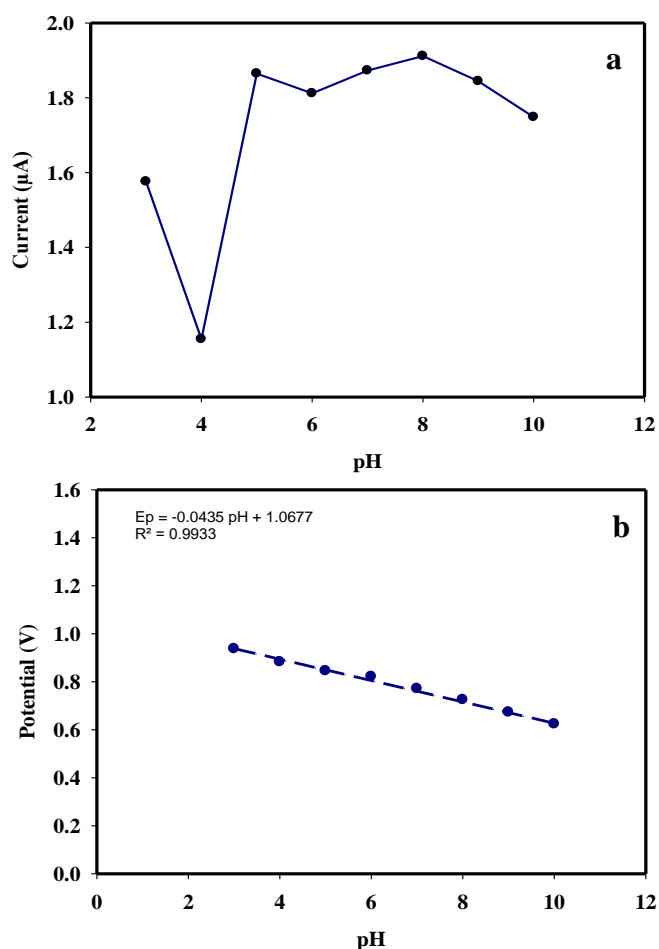 2.0
1.8
1.6
1.4
1.2
1.0
Current (µA)
a
2 4 6 8 10 12
pH
1.6
1.4
1.2
1.0
0.8
0.6
0.4
0.2
0.0
Potential (V)
Ep = -0.0435 pH + 1.0677
R² = 0.9933
b
0 2 4 6 8 10 12
pH